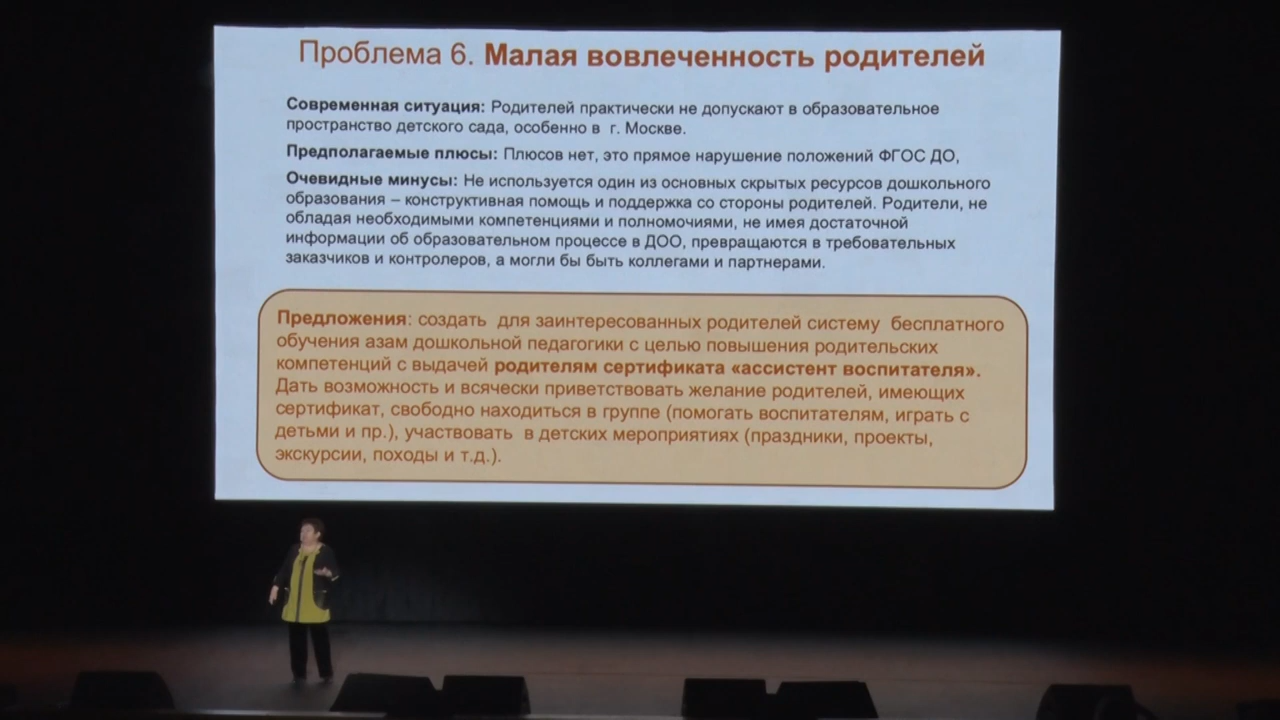 Проблема 6. Малая вовлеченность родителей
Современная ситуация: Родителей практически не допускают в образовательное
пространство детского сада, особенно в г. Москве.
Предполагаемые плюсы: Плюсов нет, это прямое нарушение положений ФГОС ДО,
Очевидные минусы: Не используется один из основных скрытых ресурсов дошкольного
образования – конструктивная помощь и поддержка со стороны родителей. Родители, не
обладая необходимыми компетенциями и полномочиями, не имея достаточной
информации об образовательном процессе в ДОО, превращаются в требовательных
заказчиков и контролеров, а могли бы быть коллегами и партнерами.
Предложения: создать для заинтересованных родителей систему бесплатного
обучения азам дошкольной педагогики с целью повышения родительских
компетенций с выдачей родителям сертификата «ассистент воспитателя».
Дать возможность и всячески приветствовать желание родителей, имеющих
сертификат, свободно находиться в группе (помогать воспитателям, играть с
детьми и пр.), участвовать в детских мероприятиях (праздники, проекты,
экскурсии, походы и т.д.).